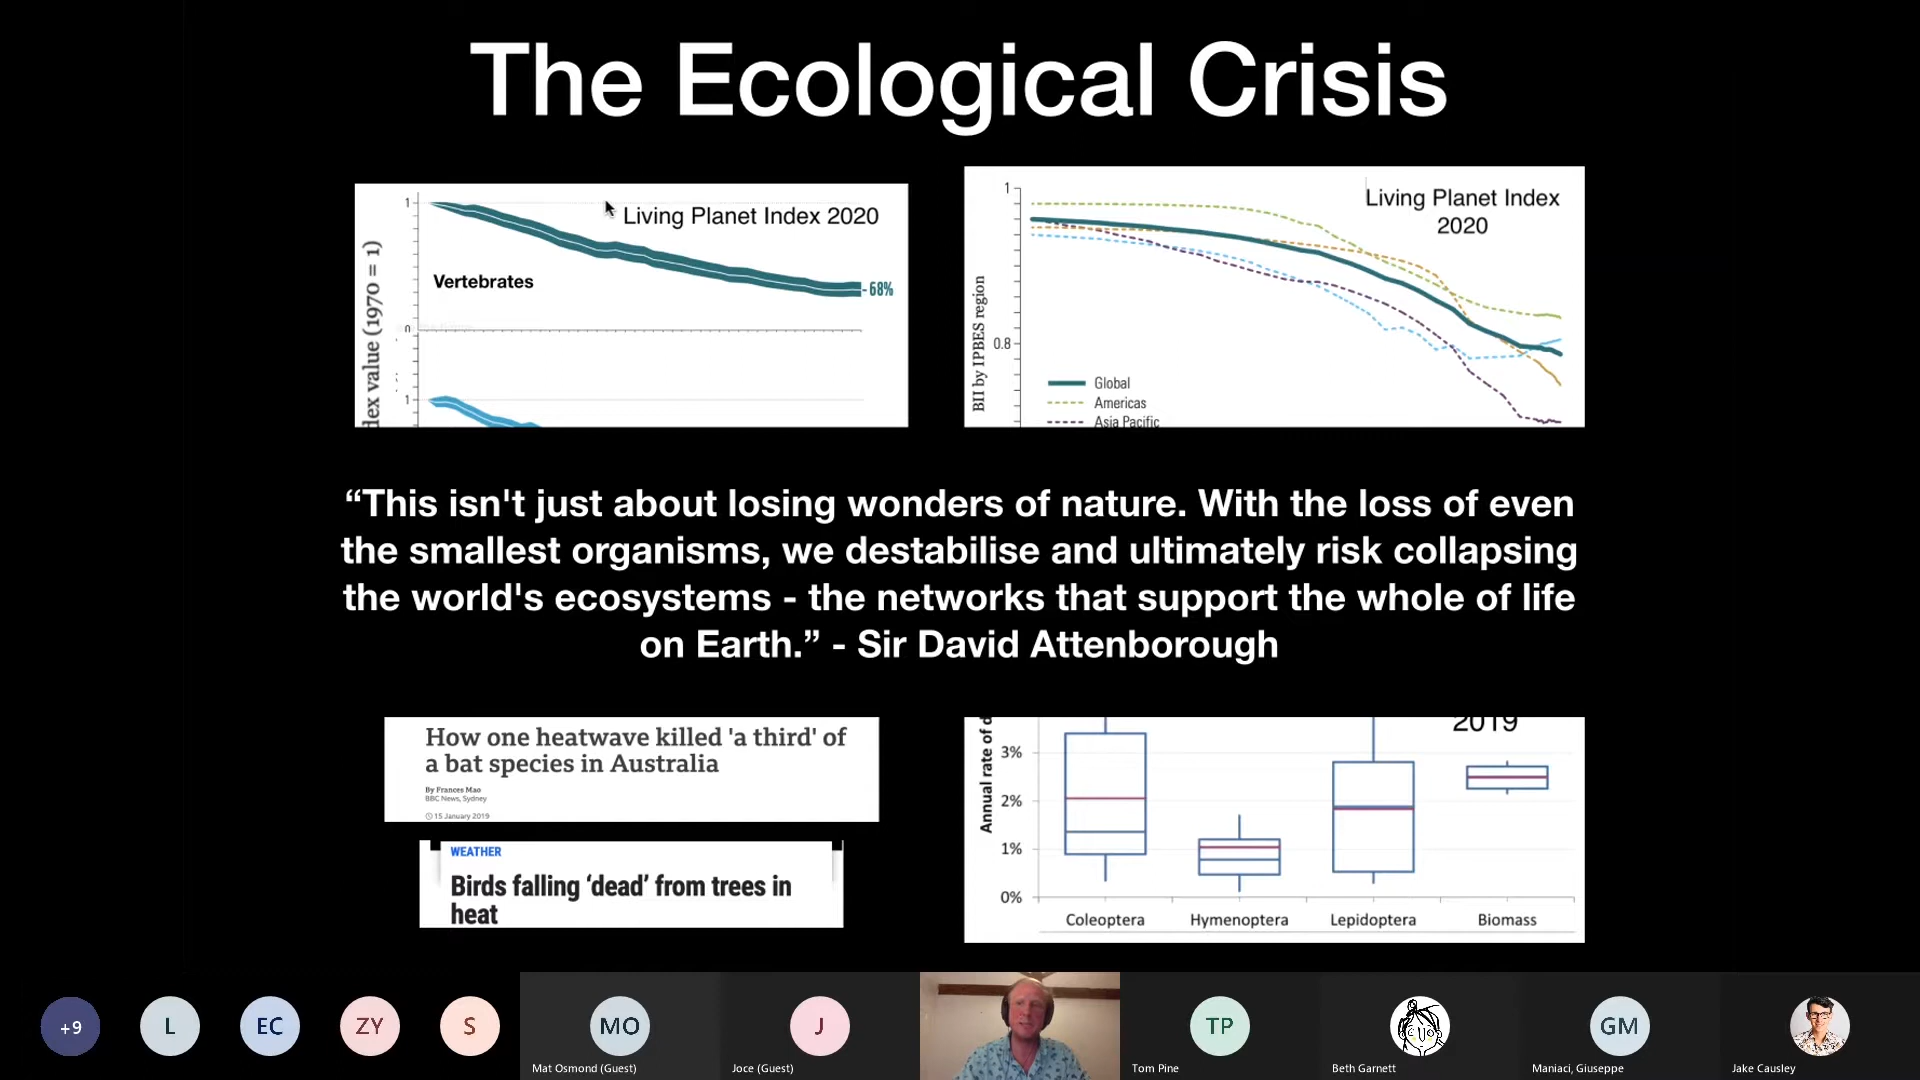 The Ecological Crisis
Living Planet Index 2020
1
Vertebrates
-68%
0
1
dex value (1970 = 1)
Living Planet Index
2020
1
0.8
BII by IPBES region
Global
Americas
Asia Pacific
“This isn't just about losing wonders of nature. With the loss of even
the smallest organisms, we destabilise and ultimately risk collapsing
the world's ecosystems - the networks that support the whole of life
on Earth.” - Sir David Attenborough
How one heatwave killed 'a third' of
a bat species in Australia
By Frances Mao
BBC News, Sydney
15 January 2019
WEATHER
Birds falling ‘dead’ from trees in
heat
2019
Annual rate of d
3%
2%
1%
0%
Coleoptera Hymenoptera Lepidoptera Biomass
+9 L EC ZY S MO J TP GM
Mat Osmond (Guest) Joce (Guest) Tom Pine Beth Garnett Maniaci, Giuseppe Jake Causley